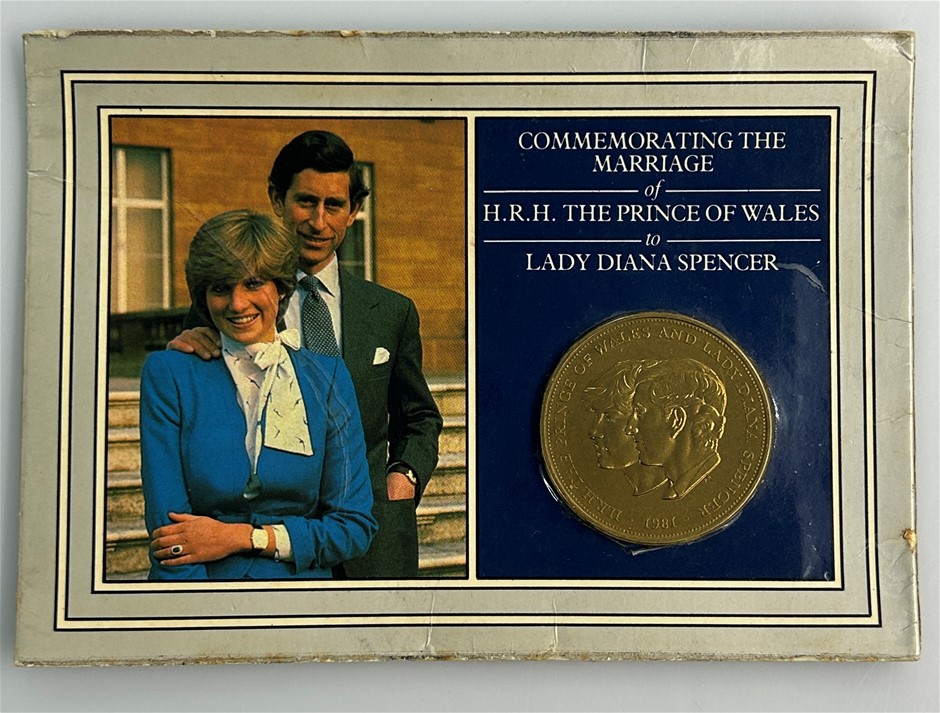 COMMEMORATING THE
MARRIAGE
of
H.R.H. THE PRINCE OF WALES
to
LADY DIANA SPENCER
H.R.H. THE PRINCE OF WALES AND LADY DIANA SPENCER
1981